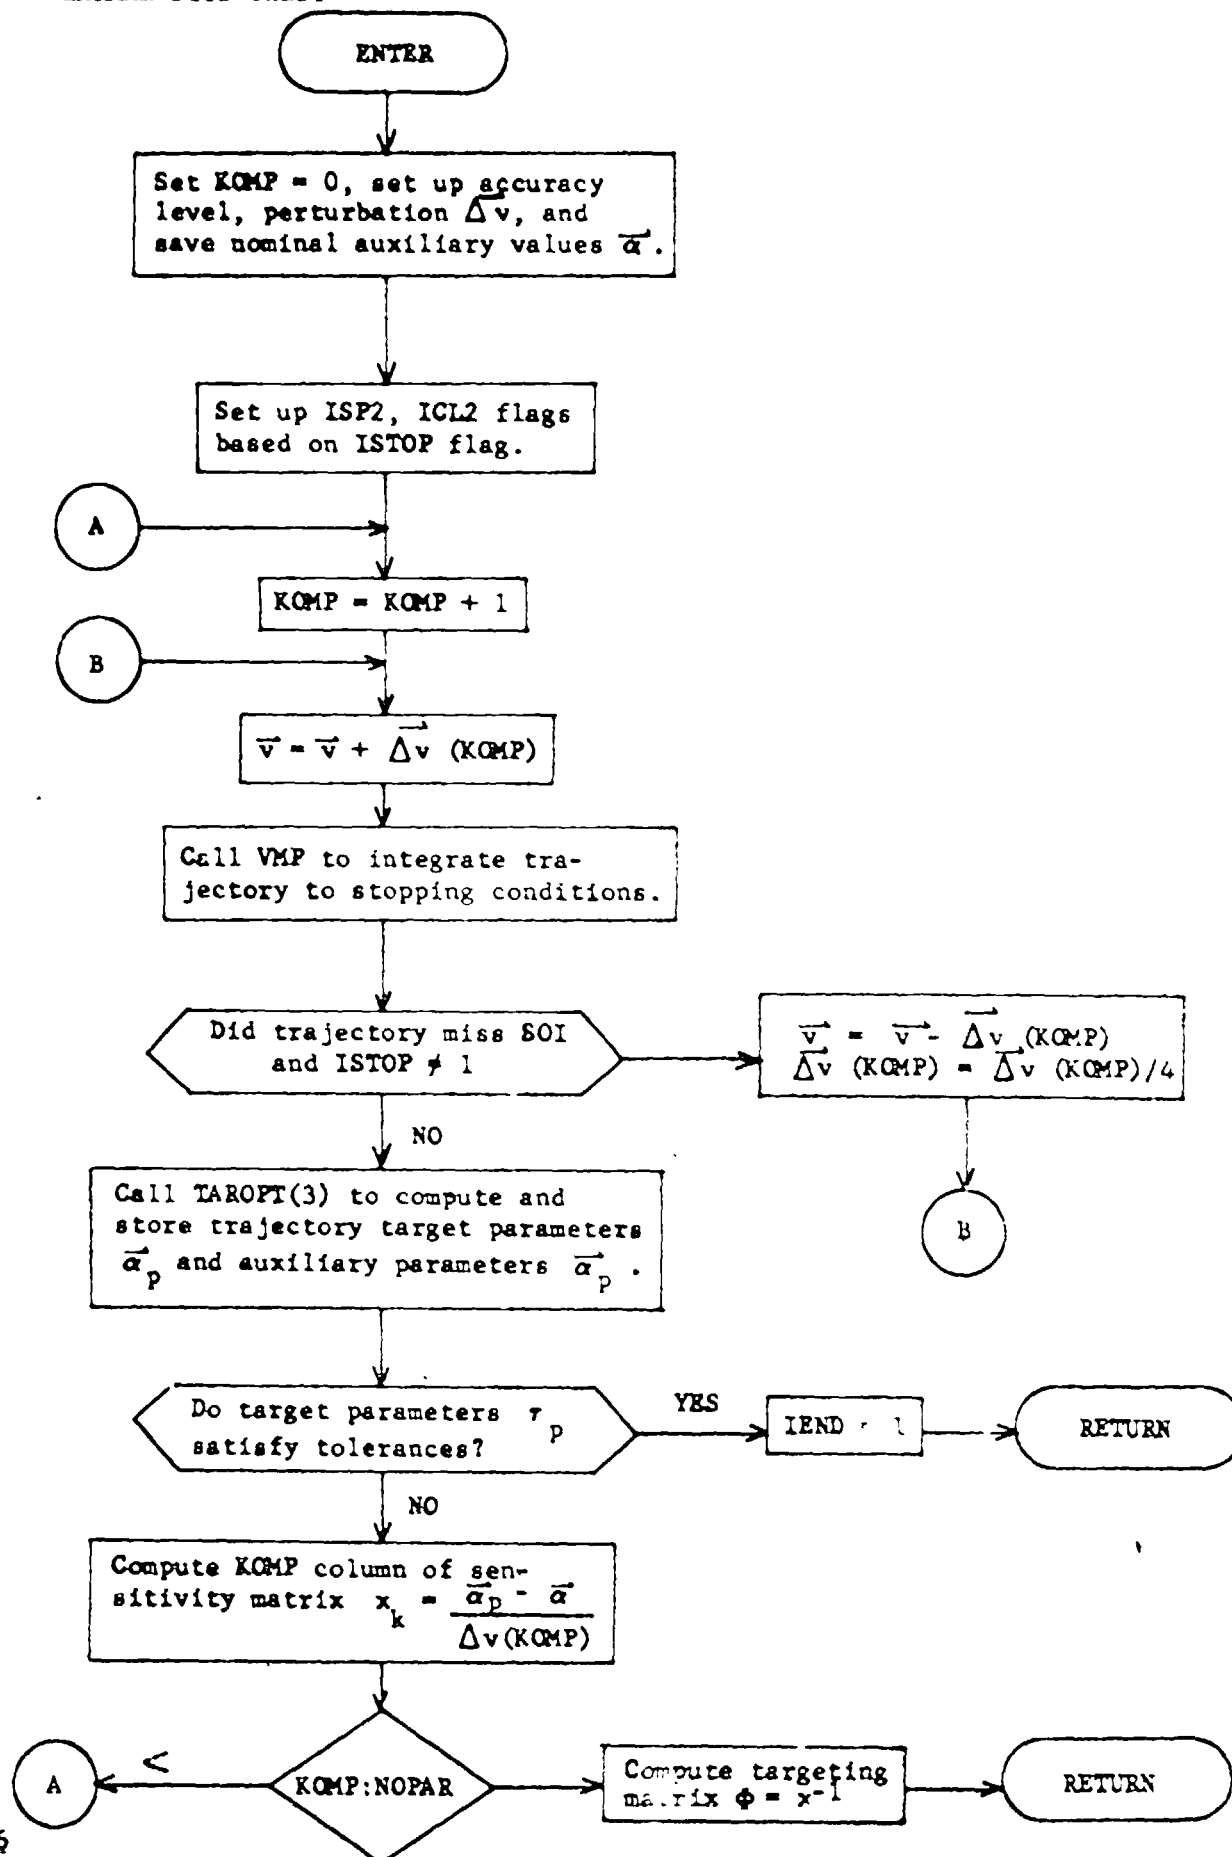 ENTER
Set KOMP = 0, set up accuracy
level, perturbation Δv, and
save nominal auxiliary values α.
Set up ISP2, ICL2 flags
based on ISTOP flag.
A
KOMP = KOMP + 1
B
v = v + Δv (KOMP)
Call VMP to integrate tra-
jectory to stopping conditions.
Did trajectory miss SOI
and ISTOP ≠ 1
v = v - Δv (KOMP)
Δv (KOMP) = Δv (KOMP)/4
NO
B
Call TAROPT(3) to compute and
store trajectory target parameters
α_p and auxiliary parameters α_p .
Do target parameters τ_p
satisfy tolerances?
YES
IEND = 1
RETURN
NO
Compute KOMP column of sen-
sitivity matrix x_k = α_p - α
Δv(KOMP)
A
<
KOMP:NOPAR
Compute targeting
matrix Φ = x^-1
RETURN